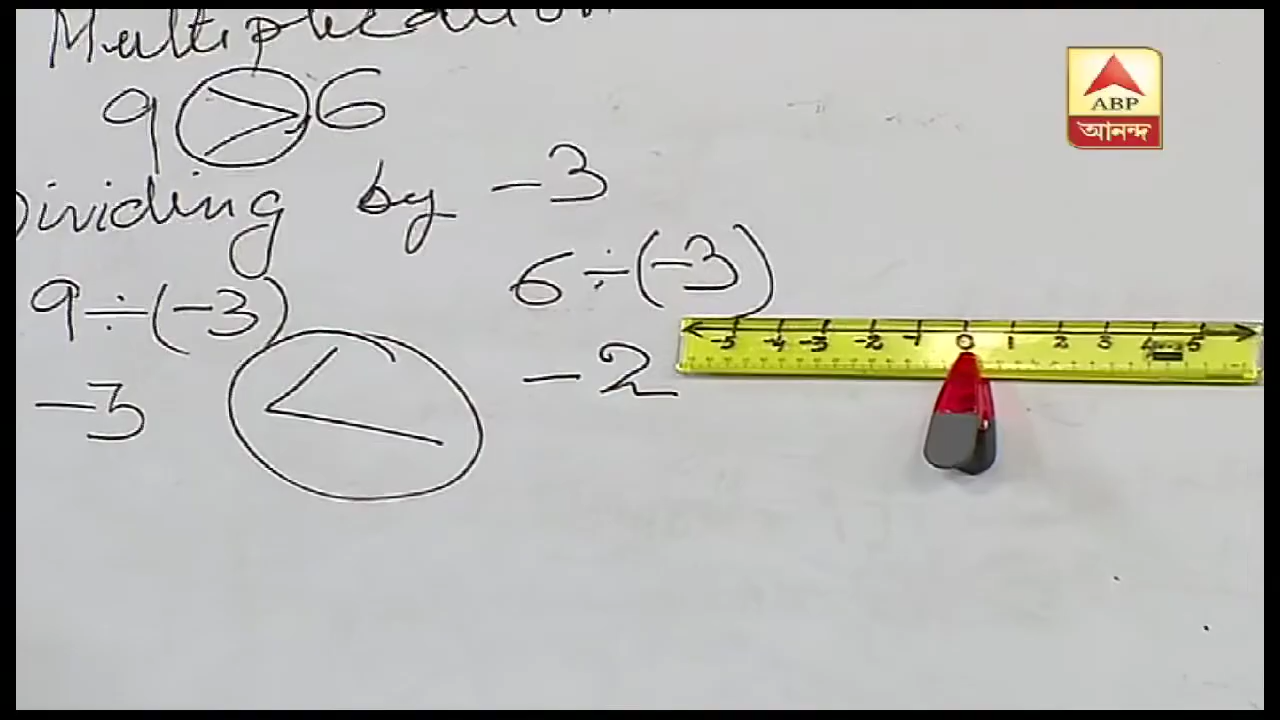 Multiplication
9 > 6
Dividing by -3
9 ÷ (-3) 6 ÷ (-3)
-3 < -2
-5 -4 -3 -2 -1 0 1 2 3 4 5
ABP
আনন্দ